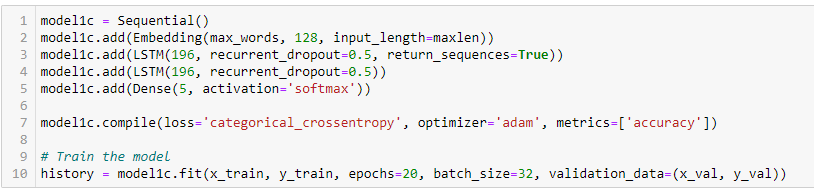 1 model1c = Sequential()
2 model1c.add(Embedding(max_words, 128, input_length=maxlen))
3 model1c.add(LSTM(196, recurrent_dropout=0.5, return_sequences=True))
4 model1c.add(LSTM(196, recurrent_dropout=0.5))
5 model1c.add(Dense(5, activation='softmax'))
6
7 model1c.compile(loss='categorical_crossentropy', optimizer='adam', metrics=['accuracy'])
8
9 # Train the model
10 history = model1c.fit(x_train, y_train, epochs=20, batch_size=32, validation_data=(x_val, y_val))